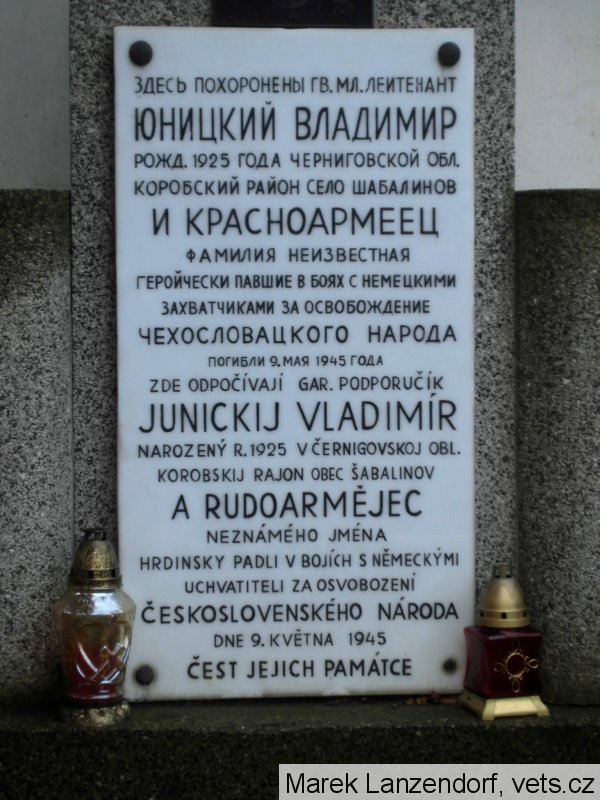 ЗДЕСЬ ПОХОРОНЕНЫ ГВ. МЛ. ЛЕИТЕНАНТ
ЮНИЦКИЙ ВЛАДИМИР
РОЖД. 1925 ГОДА ЧЕРНИГОВСКОЙ ОБЛ.
КОРОБСКИЙ РАЙОН СЕЛО ШАБАЛИНОВ
И КРАСНОАРМЕЕЦ
ФАМИЛИЯ НЕИЗВЕСТНАЯ
ГЕРОЙЧЕСКИ ПАВШИЕ В БОЯХ С НЕМЕЦКИМИ
ЗАХВАТЧИКАМИ ЗА ОСВОБОЖДЕНИЕ
ЧЕХОСЛОВАЦКОГО НАРОДА
ПОГИБЛИ 9. МАЯ 1945 ГОДА
ZDE ODPOČÍVAJÍ GAR. PODPORUČÍK
JUNICKIJ VLADIMÍR
NAROZENÝ R. 1925 V ČERNIGOVSKOJ OBL.
KOROBSKIJ RAJON OBEC ŠABALINOV
A RUDOARMĚJEC
NEZNÁMÉHO JMÉNA
HRDINSKY PADLI V BOJÍCH S NĚMECKÝMI
UCHVATITELI ZA OSVOBOZENÍ
ČESKOSLOVENSKÉHO NÁRODA
DNE 9. KVĚTNA 1945
ČEST JEJICH PAMÁTCE
Marek Lanzendorf, vets.cz